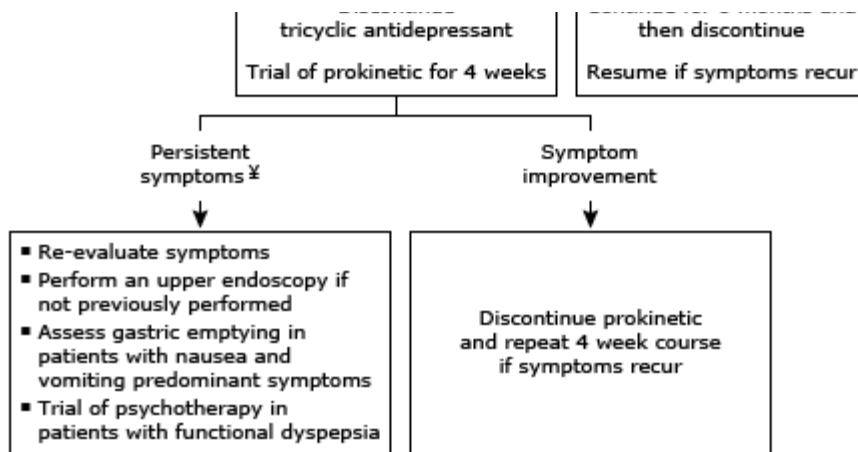 Discontinue
tricyclic antidepressant
Trial of prokinetic for 4 weeks
then discontinue
Resume if symptoms recur
Persistent
symptoms ¥
Symptom
improvement
▪ Re-evaluate symptoms
▪ Perform an upper endoscopy if
not previously performed
▪ Assess gastric emptying in
patients with nausea and
vomiting predominant symptoms
▪ Trial of psychotherapy in
patients with functional dyspepsia
Discontinue prokinetic
and repeat 4 week course
if symptoms recur